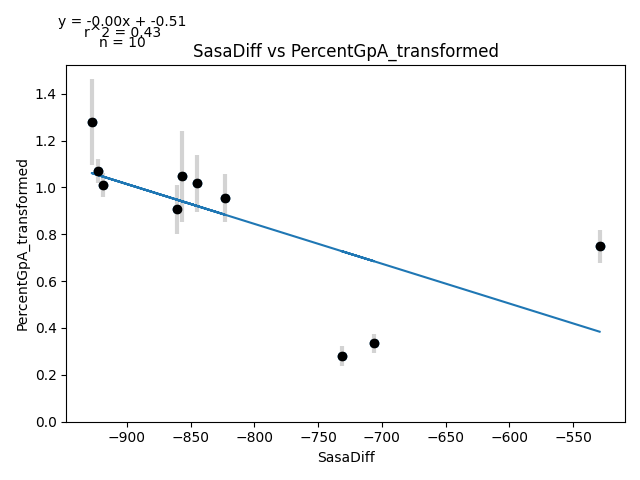 y = -0.00x + -0.51
r^2 = 0.43
n = 10
SasaDiff vs PercentGpA_transformed
PercentGpA_transformed
1.4
1.2
1.0
0.8
0.6
0.4
0.2
0.0
−900
−850
−800
−750
−700
−650
−600
−550
SasaDiff